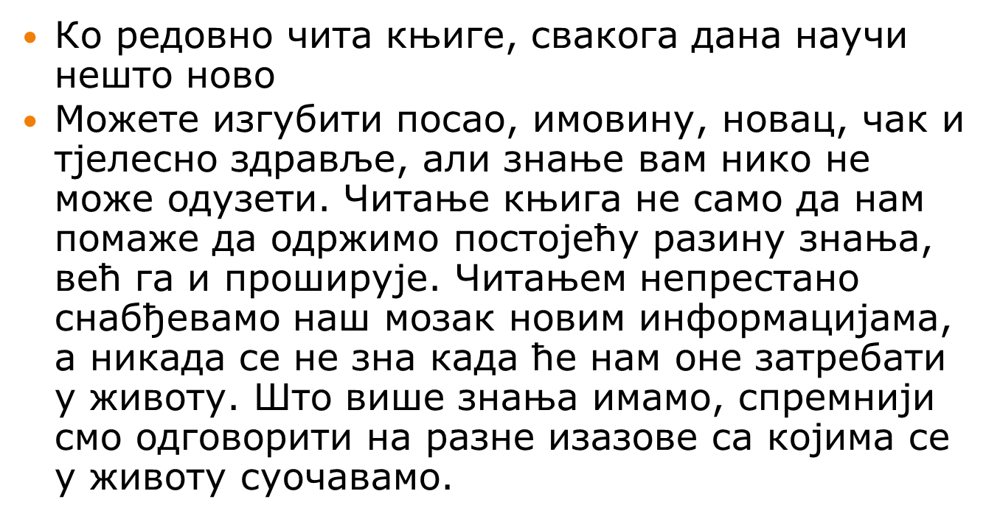 • Ко редовно чита књиге, свакога дана научи
нешто ново
• Можете изгубити посао, имовину, новац, чак и
тјелесно здравље, али знање вам нико не
може одузети. Читање књига не само да нам
помаже да одржимо постојећу разину знања,
већ га и проширује. Читањем непрестано
снабђевамо наш мозак новим информацијама,
а никада се не зна када ће нам оне затребати
у животу. Што више знања имамо, спремнији
смо одговорити на разне изазове са којима се
у животу суочавамо.